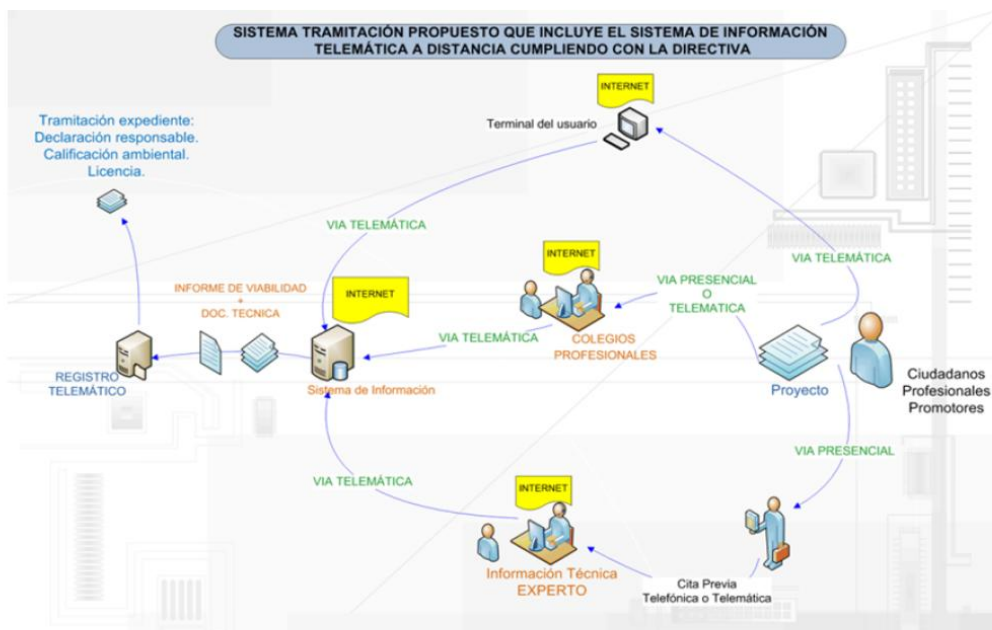 SISTEMA TRAMITACIÓN PROPUESTO QUE INCLUYE EL SISTEMA DE INFORMACIÓN
TELEMÁTICA A DISTANCIA CUMPLIENDO CON LA DIRECTIVA
INTERNET
Terminal del usuario
Tramitación expediente:
Declaración responsable.
Calificación ambiental.
Licencia.
VIA TELEMÁTICA
VIA TELEMÁTICA
INTERNET
VIA PRESENCIAL
O
TELEMATICA
INFORME DE VIABILIDAD
+
DOC. TECNICA
INTERNET
VIA TELEMÁTICA
COLEGIOS
PROFESIONALES
REGISTRO
TELEMÁTICO
Sistema de Información
Proyecto
Ciudadanos
Profesionales
Promotores
VIA PRESENCIAL
VIA TELEMÁTICA
INTERNET
Información Técnica
EXPERTO
Cita Previa
Telefónica o Telemática